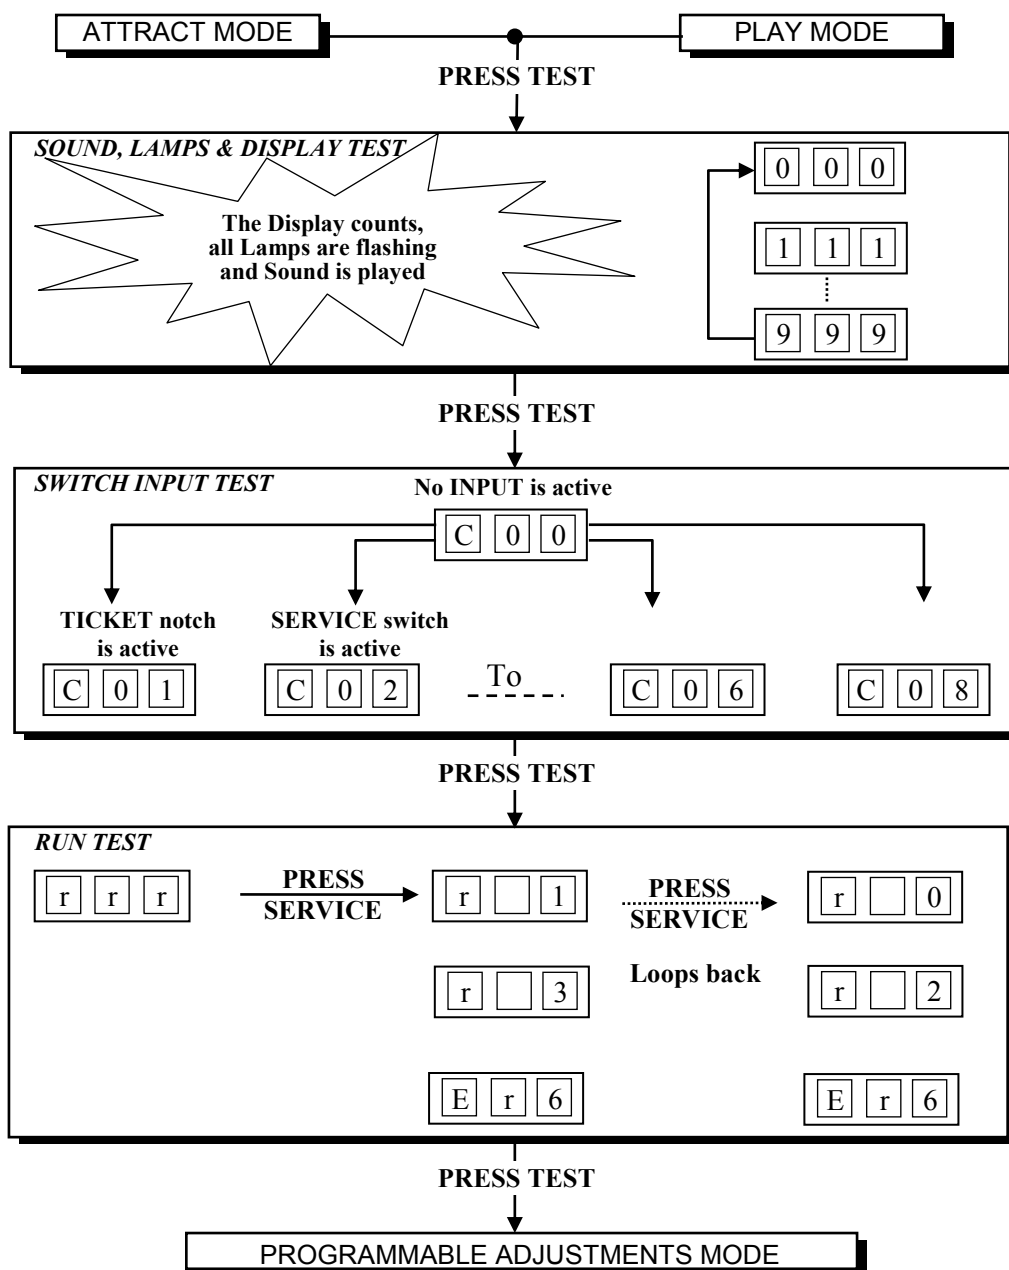 ATTRACT MODE
PLAY MODE
PRESS TEST
SOUND, LAMPS & DISPLAY TEST
The Display counts,
all Lamps are flashing
and Sound is played
0 0 0
1 1 1
9 9 9
PRESS TEST
SWITCH INPUT TEST
No INPUT is active
C 0 0
TICKET notch
is active
SERVICE switch
is active
C 0 1
C 0 2
To
C 0 6
C 0 8
PRESS TEST
RUN TEST
r r r
PRESS
SERVICE
r 1
PRESS
SERVICE
r 0
r 3
Loops back
r 2
E r 6
E r 6
PRESS TEST
PROGRAMMABLE ADJUSTMENTS MODE